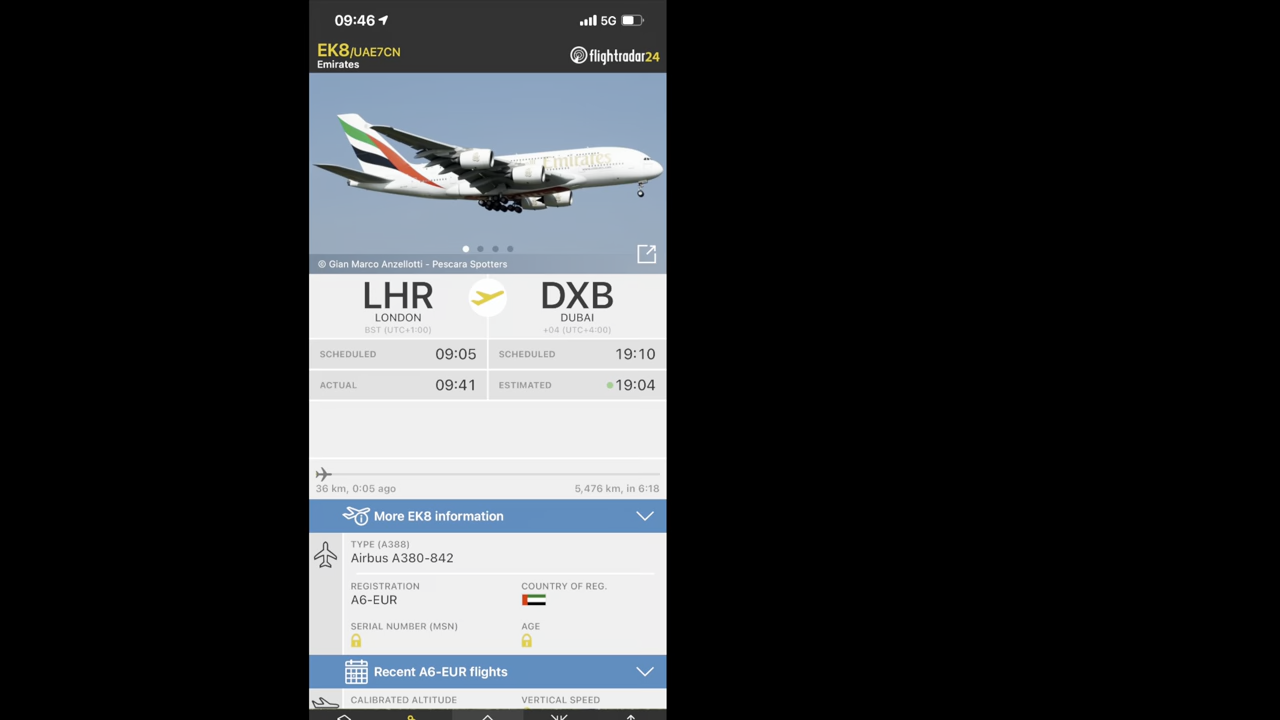 09:46
5G
EK8/UAE7CN
Emirates
flightradar24
Emirates
© Gian Marco Anzellotti - Pescara Spotters
LHR
LONDON
BST (UTC+1:00)
DXB
DUBAI
+04 (UTC+4:00)
SCHEDULED 09:05
SCHEDULED 19:10
ACTUAL 09:41
ESTIMATED 19:04
36 km, 0:05 ago
5,476 km, in 6:18
More EK8 information
TYPE (A388)
Airbus A380-842
REGISTRATION
A6-EUR
COUNTRY OF REG.
SERIAL NUMBER (MSN)
AGE
Recent A6-EUR flights
CALIBRATED ALTITUDE
VERTICAL SPEED